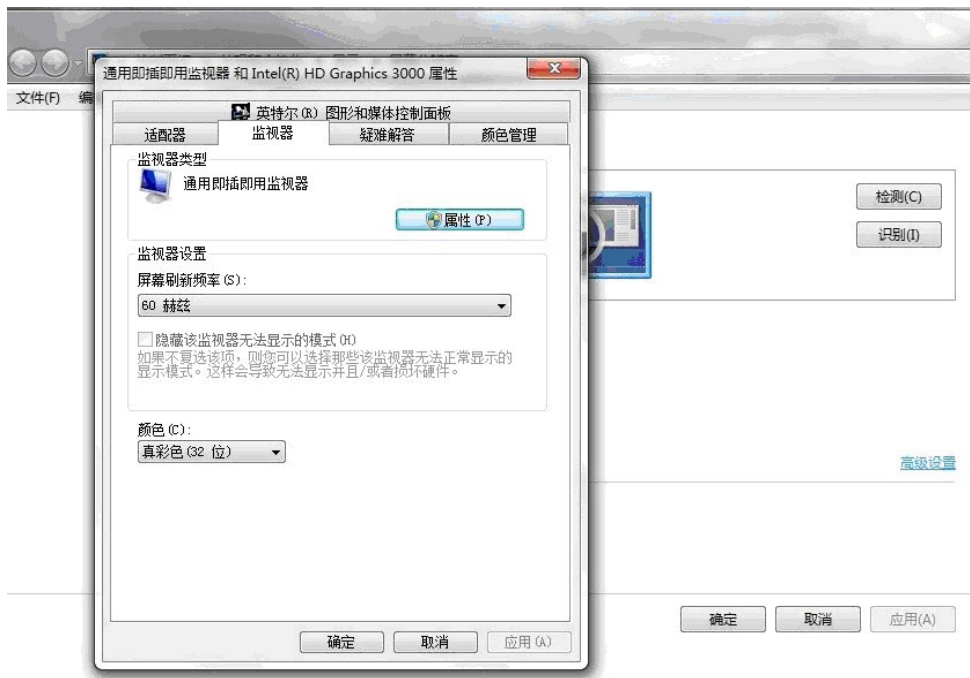 通用即插即用监视器 和 Intel(R) HD Graphics 3000 属性
文件(F) 编
英特尔(R) 图形和媒体控制面板
适配器 监视器 疑难解答 颜色管理
监视器类型
通用即插即用监视器
属性(P)
检测(C)
识别(I)
监视器设置
屏幕刷新频率(S):
60 赫兹
隐藏该监视器无法显示的模式(H)
如果不复选该项，则您可以选择那些该监视器无法正常显示的
显示模式。这样会导致无法显示并且/或者损坏硬件。
颜色(C):
真彩色(32 位)
高级设置
确定 取消 应用(A)
确定 取消 应用(A)